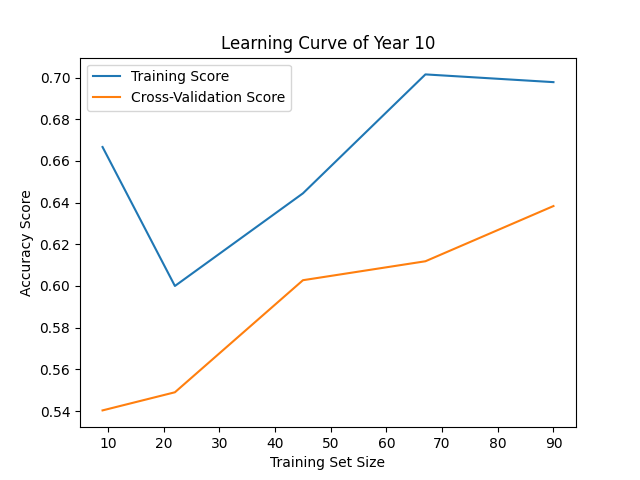 Learning Curve of Year 10
Training Score
Cross-Validation Score
Accuracy Score
0.70
0.68
0.66
0.64
0.62
0.60
0.58
0.56
0.54
10 20 30 40 50 60 70 80 90
Training Set Size